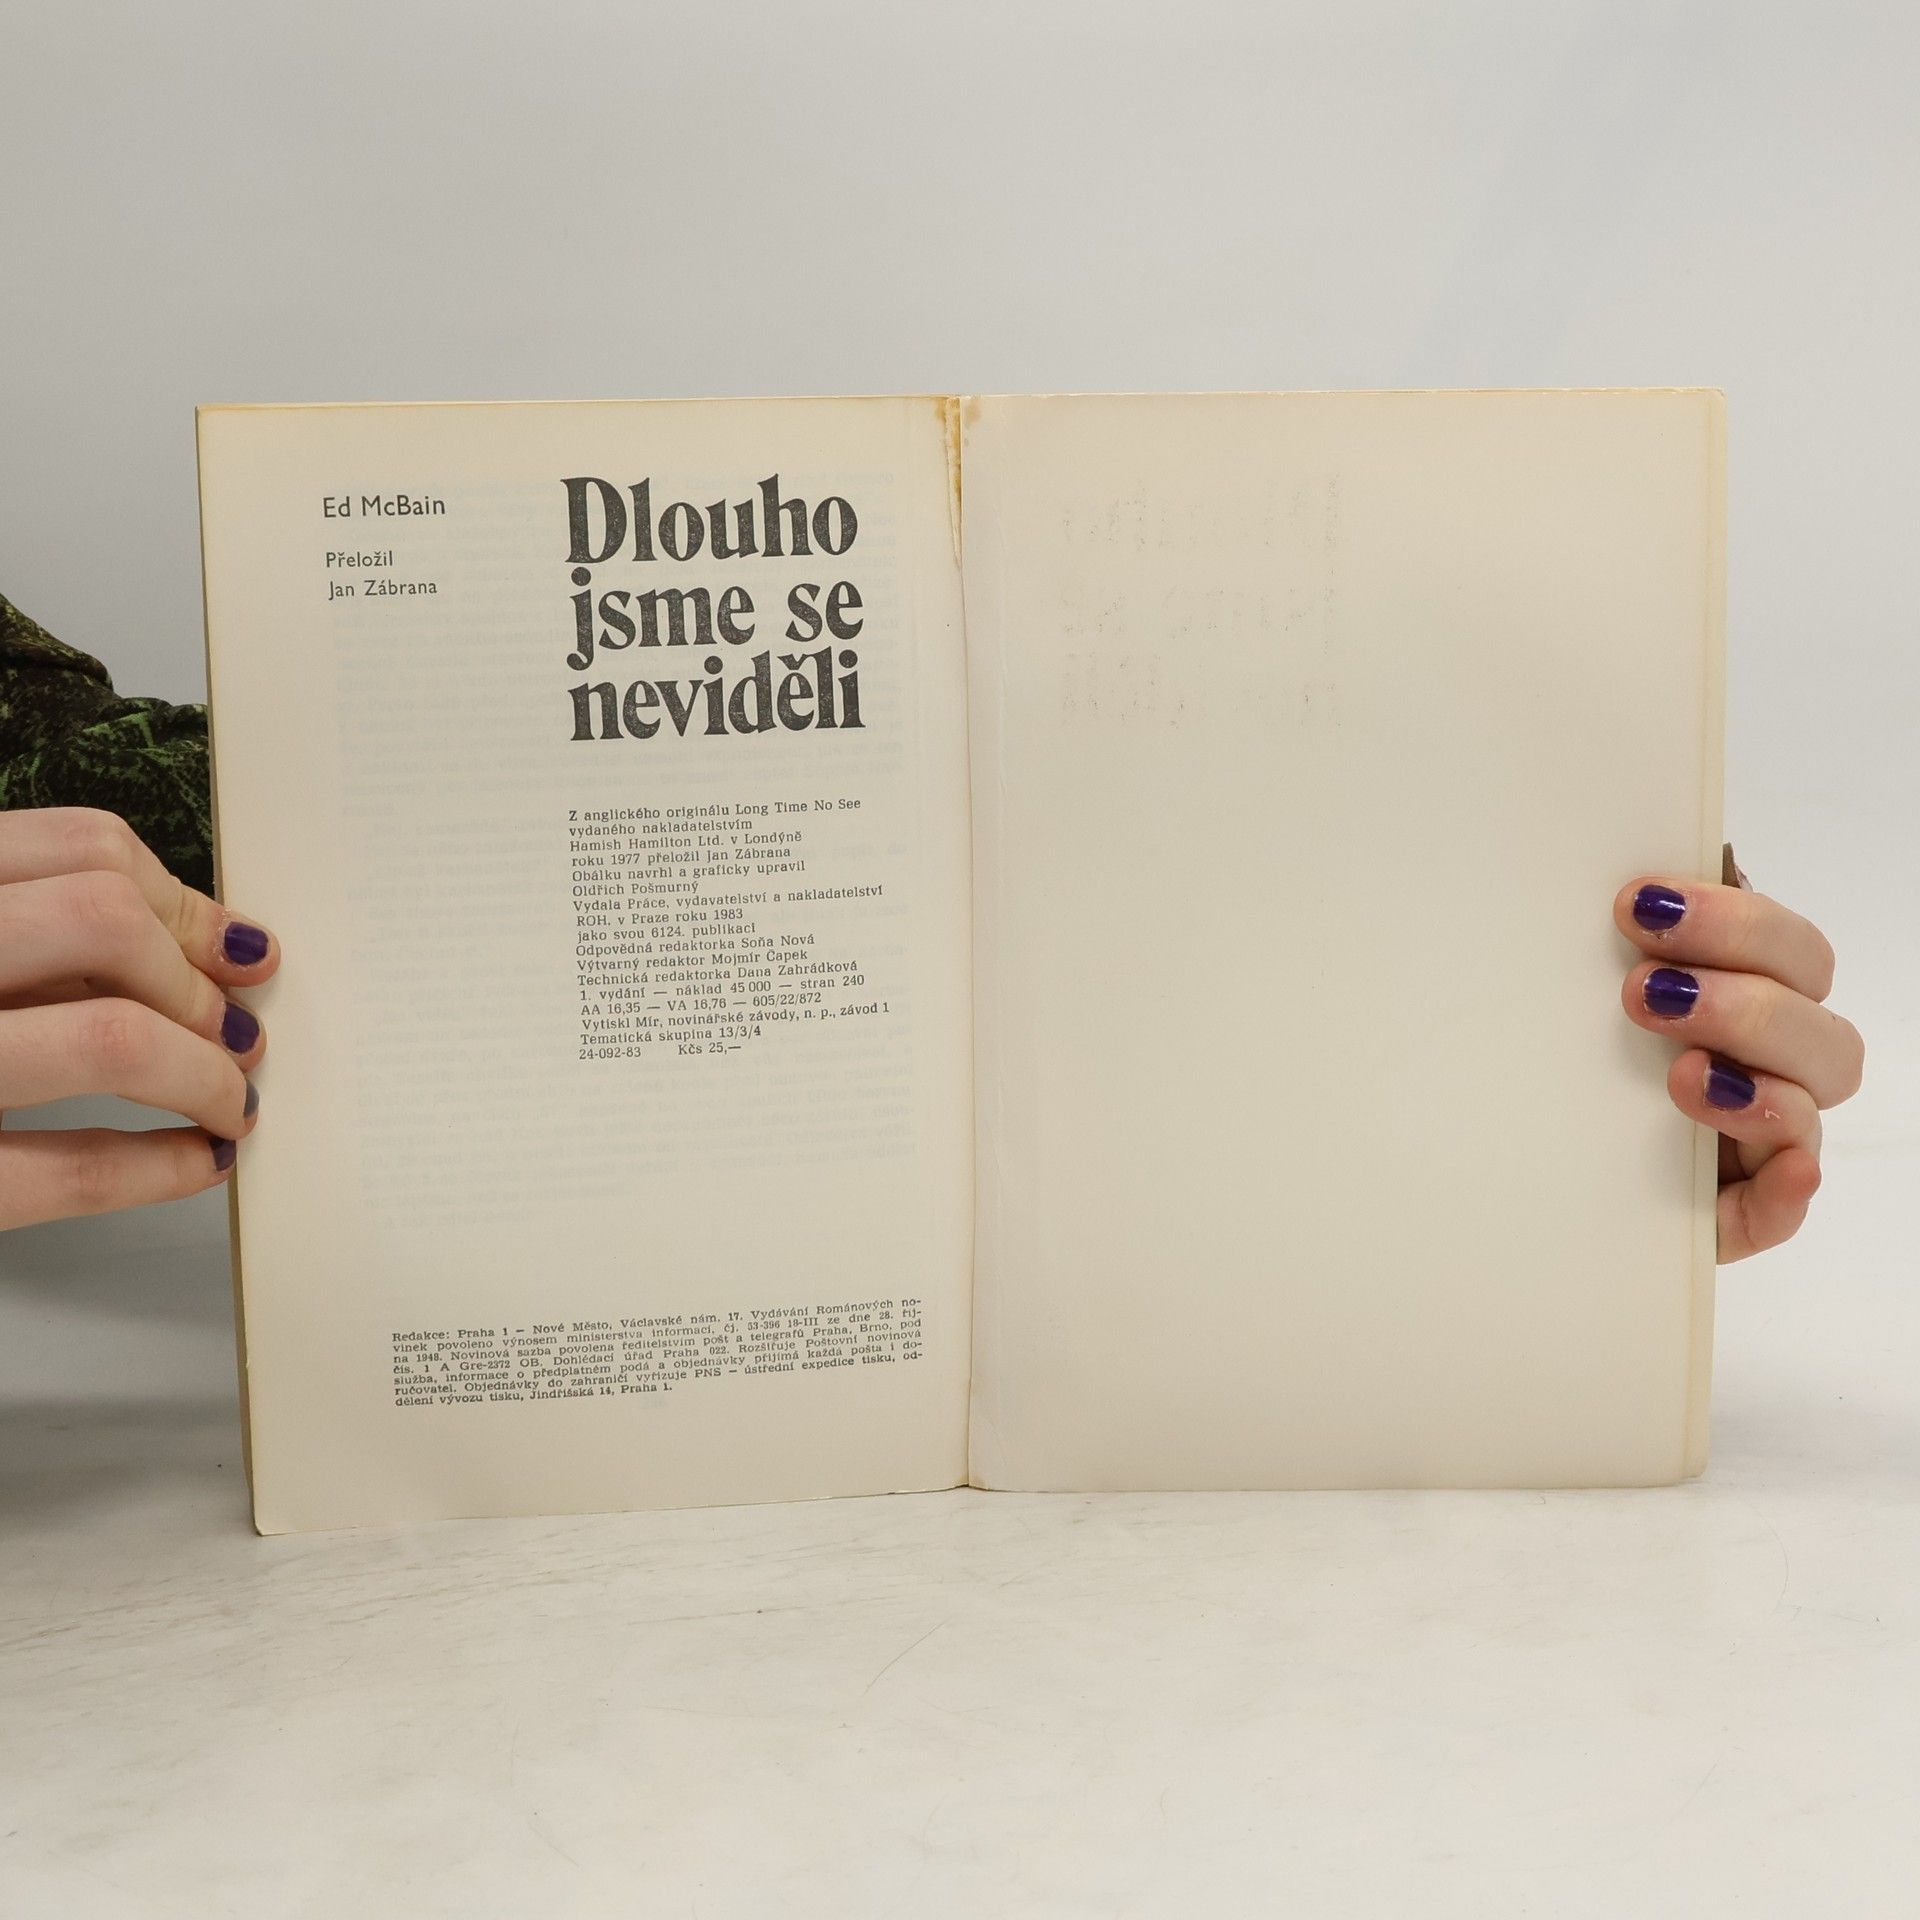 Ed McBain
Přeložil
Jan Zábrana
Dlouho
jsme se
neviděli
Z anglického originálu Long Time No See
vydaného nakladatelstvím
Hamish Hamilton Ltd. v Londýně
roku 1977 přeložil Jan Zábrana
Obálku navrhl a graficky upravil
Oldřich Pošmurný
Vydala Práce, vydavatelství a nakladatelství
ROH, v Praze roku 1983
jako svou 6124. publikaci
Odpovědná redaktorka Soňa Nová
Výtvarný redaktor Mojmír Čapek
Technická redaktorka Dana Zahrádková
1. vydání — náklad 45 000 — stran 240
AA 16,35 — VA 16,76 — 605/22/872
Vytiskl Mír, novinářské závody, n. p., závod 1
Tematická skupina 13/3/4
24-092-83 Kčs 25,—
Redakce: Praha 1 – Nové Město, Václavské nám. 17. Vydávání Románových no-
vinek povoleno výnosem ministerstva informací, čj. 53-396 18-III ze dne 28. říj-
na 1948. Novinová sazba povolena ředitelstvím pošt a telegrafů Praha, Brno, pod
čís. 1 A Gre-2372 OB. Dohlédací úřad Praha 022. Rozšiřuje Poštovní novinová
služba, informace o předplatném podá a objednávky přijímá každá pošta i do-
ručovatel. Objednávky do zahraničí vyřizuje PNS – ústřední expedice tisku, od-
dělení vývozu tisku, Jindřišská 14, Praha 1.